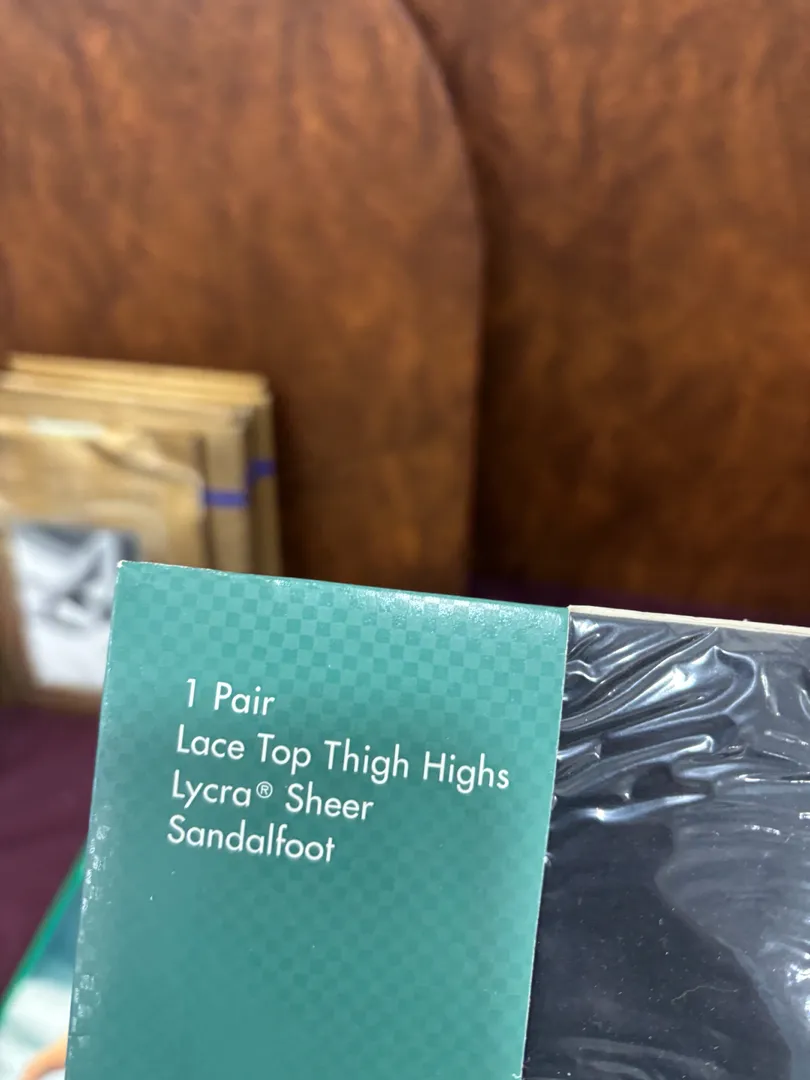 1 Pair
Lace Top Thigh Highs
Lycra® Sheer
Sandalfoot